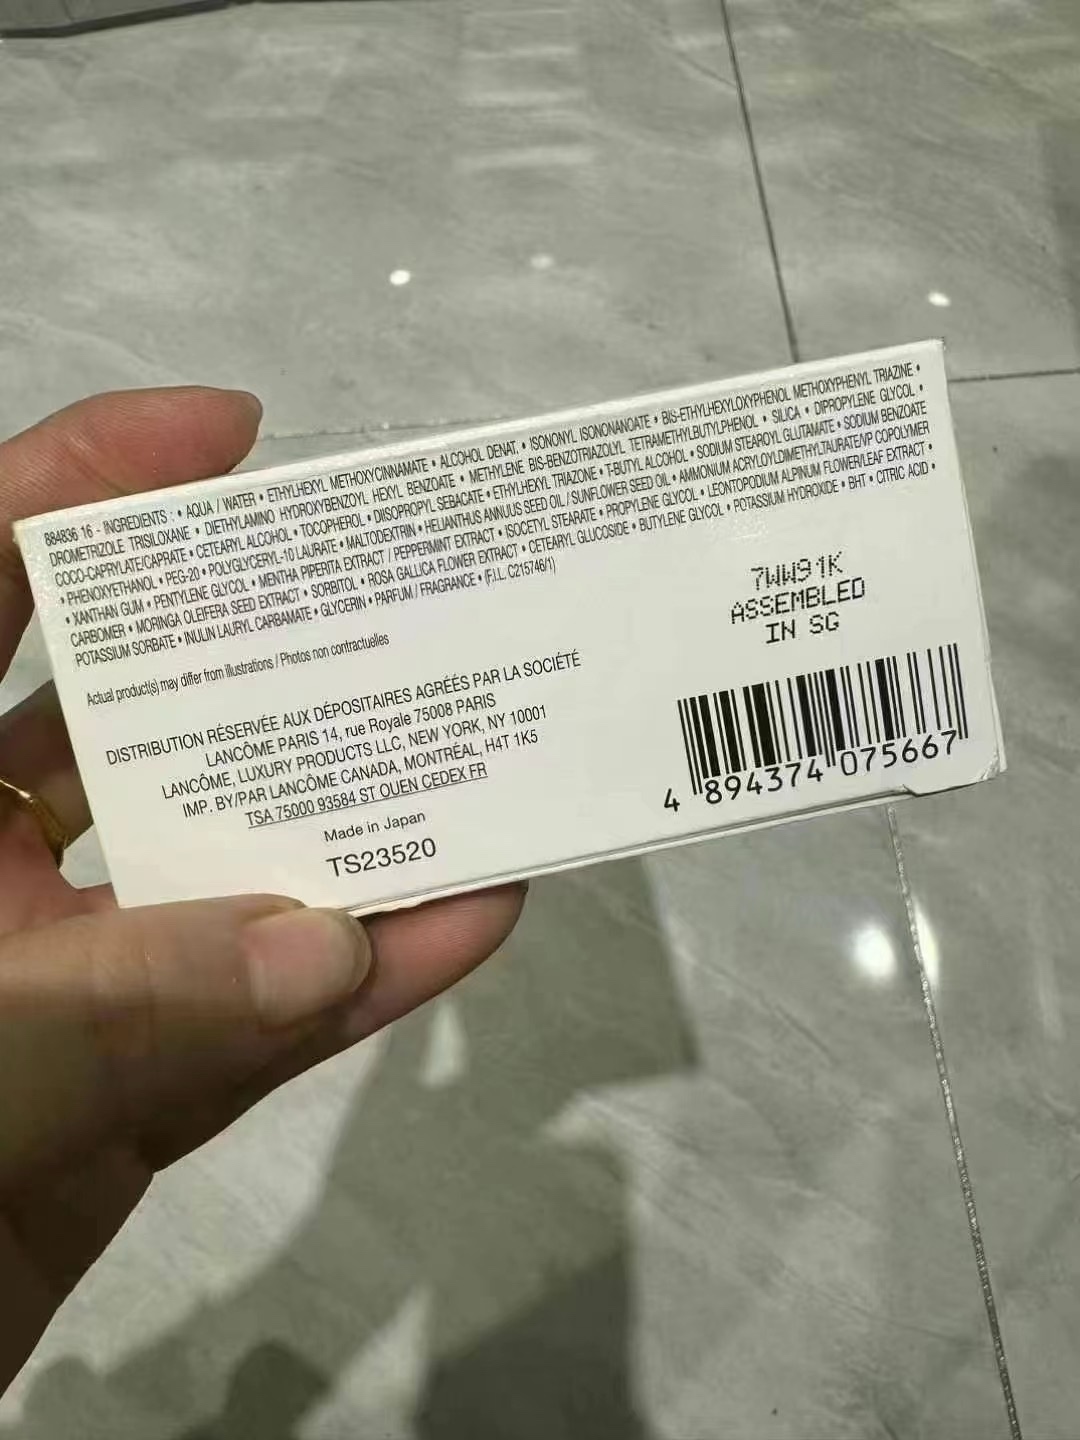 884836 16 - INGREDIENTS : • AQUA / WATER • ETHYLHEXYL METHOXYCINNAMATE • ALCOHOL DENAT. • ISONONYL ISONONANOATE • BIS-ETHYLHEXYLOXYPHENOL METHOXYPHENYL TRIAZINE •
DROMETRIZOLE TRISILOXANE • DIETHYLAMINO HYDROXYBENZOYL HEXYL BENZOATE • METHYLENE BIS-BENZOTRIAZOLYL TETRAMETHYLBUTYLPHENOL • SILICA • DIPROPYLENE GLYCOL •
COCO-CAPRYLATE/CAPRATE • CETEARYL ALCOHOL • TOCOPHEROL • DIISOPROPYL SEBACATE • ETHYLHEXYL TRIAZONE • T-BUTYL ALCOHOL • SODIUM STEAROYL GLUTAMATE • SODIUM BENZOATE
• PHENOXYETHANOL • PEG-20 • POLYGLYCERYL-10 LAURATE • MALTODEXTRIN • HELIANTHUS ANNUUS SEED OIL / SUNFLOWER SEED OIL • AMMONIUM ACRYLOYLDIMETHYLTAURATE/VP COPOLYMER
• XANTHAN GUM • PENTYLENE GLYCOL • MENTHA PIPERITA EXTRACT / PEPPERMINT EXTRACT • ISOCETYL STEARATE • PROPYLENE GLYCOL • LEONTOPODIUM ALPINUM FLOWER/LEAF EXTRACT •
CARBOMER • MORINGA OLEIFERA SEED EXTRACT • SORBITOL • ROSA GALLICA FLOWER EXTRACT • CETEARYL GLUCOSIDE • BUTYLENE GLYCOL • POTASSIUM HYDROXIDE • BHT • CITRIC ACID •
POTASSIUM SORBATE • INULIN LAURYL CARBAMATE • GLYCERIN • PARFUM / FRAGRANCE • (F.I.L. C215746/1)
Actual product(s) may differ from illustrations / Photos non contractuelles
7WW91K
ASSEMBLED
IN SG
DISTRIBUTION RÉSERVÉE AUX DÉPOSITAIRES AGRÉÉS PAR LA SOCIÉTÉ
LANCÔME PARIS 14, rue Royale 75008 PARIS
LANCÔME, LUXURY PRODUCTS LLC, NEW YORK, NY 10001
IMP. BY/PAR LANCÔME CANADA, MONTRÉAL, H4T 1K5
TSA 75000 93584 ST OUEN CEDEX FR
Made in Japan
TS23520
4 894374 075667